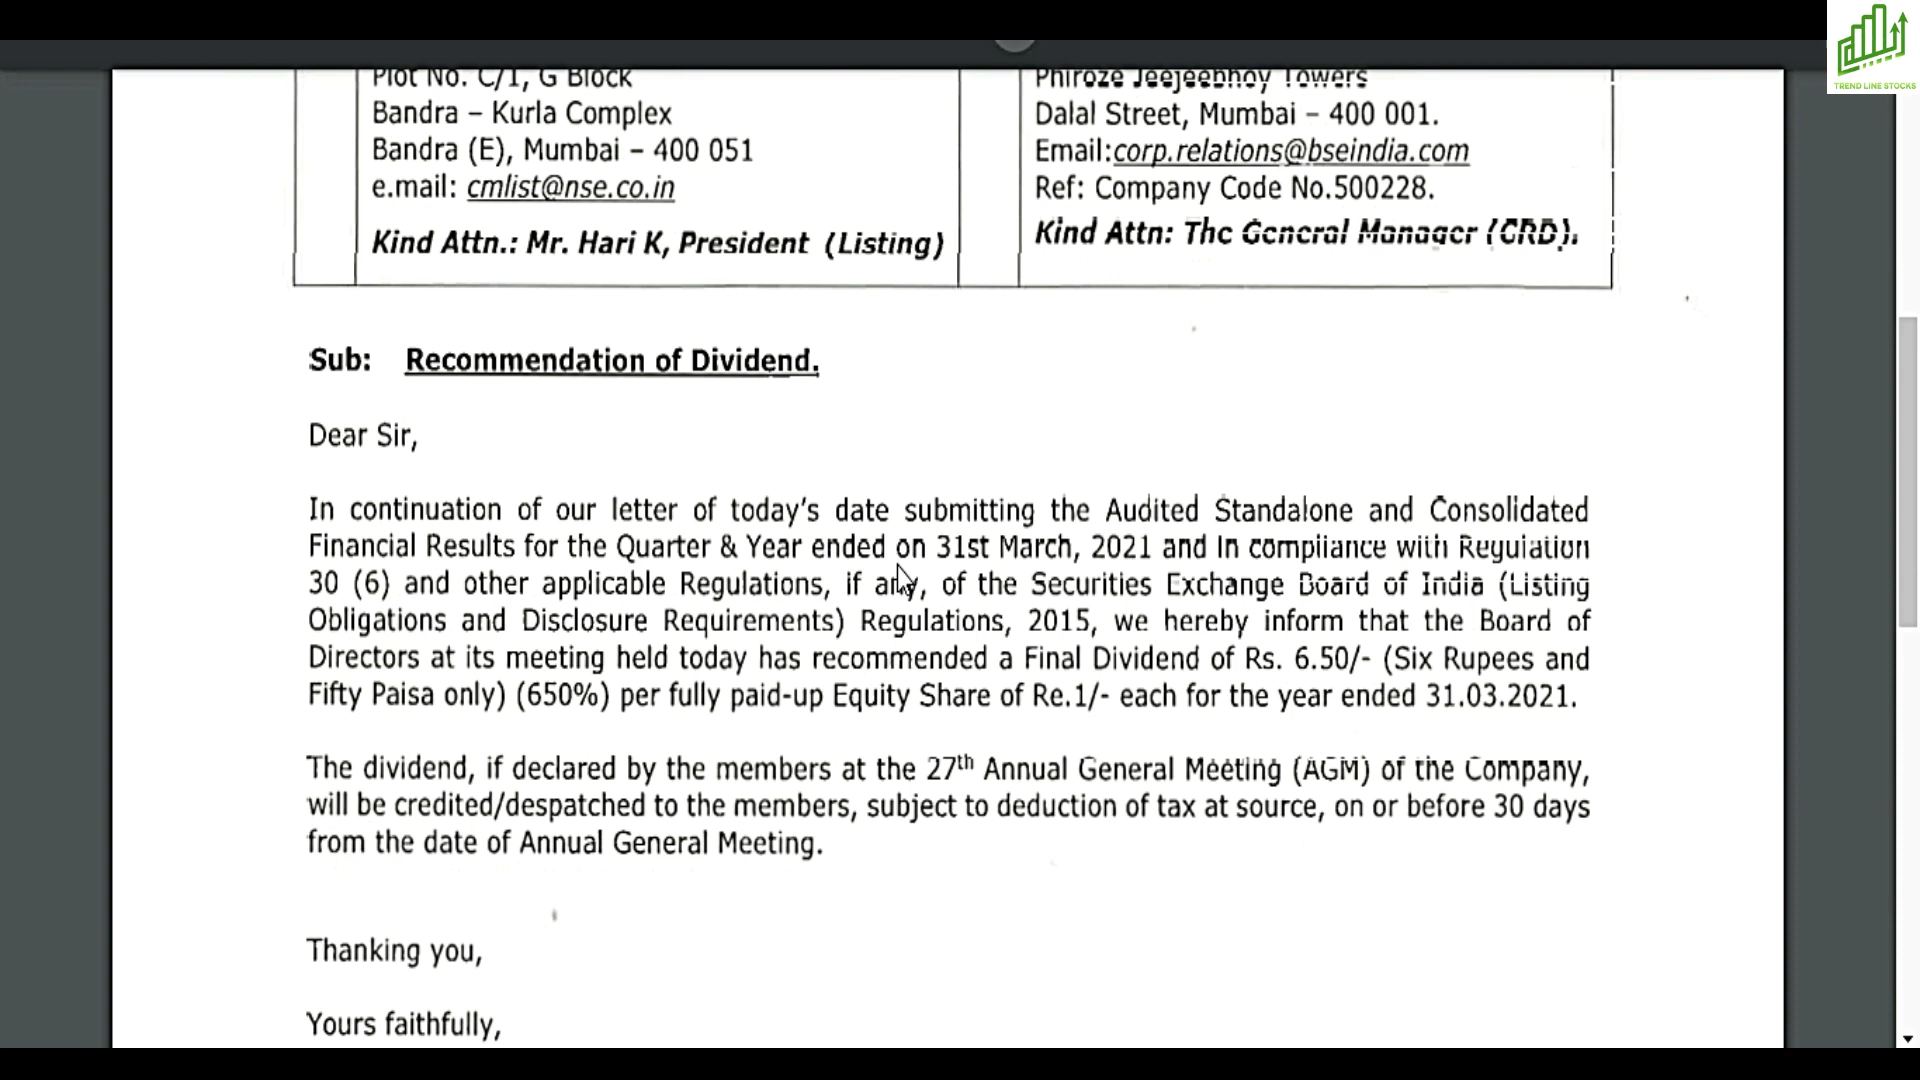 Plot No. C/1, G Block
Bandra – Kurla Complex
Bandra (E), Mumbai – 400 051
e.mail: cmlist@nse.co.in
Kind Attn.: Mr. Hari K, President (Listing)
Phiroze Jeejeebhoy Towers
Dalal Street, Mumbai – 400 001.
Email:corp.relations@bseindia.com
Ref: Company Code No.500228.
Kind Attn: The General Manager (CRD).
TREND LINE STOCKS
Sub: Recommendation of Dividend.
Dear Sir,
In continuation of our letter of today's date submitting the Audited Standalone and Consolidated
Financial Results for the Quarter & Year ended on 31st March, 2021 and in compliance with Regulation
30 (6) and other applicable Regulations, if any, of the Securities Exchange Board of India (Listing
Obligations and Disclosure Requirements) Regulations, 2015, we hereby inform that the Board of
Directors at its meeting held today has recommended a Final Dividend of Rs. 6.50/- (Six Rupees and
Fifty Paisa only) (650%) per fully paid-up Equity Share of Re.1/- each for the year ended 31.03.2021.
The dividend, if declared by the members at the 27th Annual General Meeting (AGM) of the Company,
will be credited/despatched to the members, subject to deduction of tax at source, on or before 30 days
from the date of Annual General Meeting.
Thanking you,
Yours faithfully,